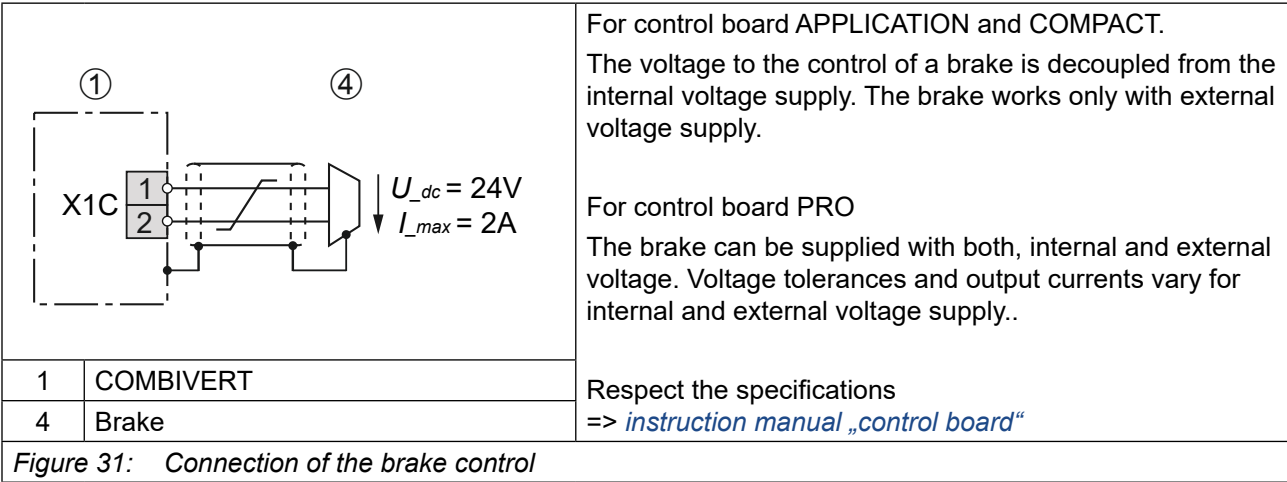 ① ④
X1C
1
2
U_dc = 24V
I_max = 2A
For control board APPLICATION and COMPACT.
The voltage to the control of a brake is decoupled from the
internal voltage supply. The brake works only with external
voltage supply.
For control board PRO
The brake can be supplied with both, internal and external
voltage. Voltage tolerances and output currents vary for
internal and external voltage supply..
Respect the specifications
=> instruction manual „control board“
1 COMBIVERT
4 Brake
Figure 31: Connection of the brake control